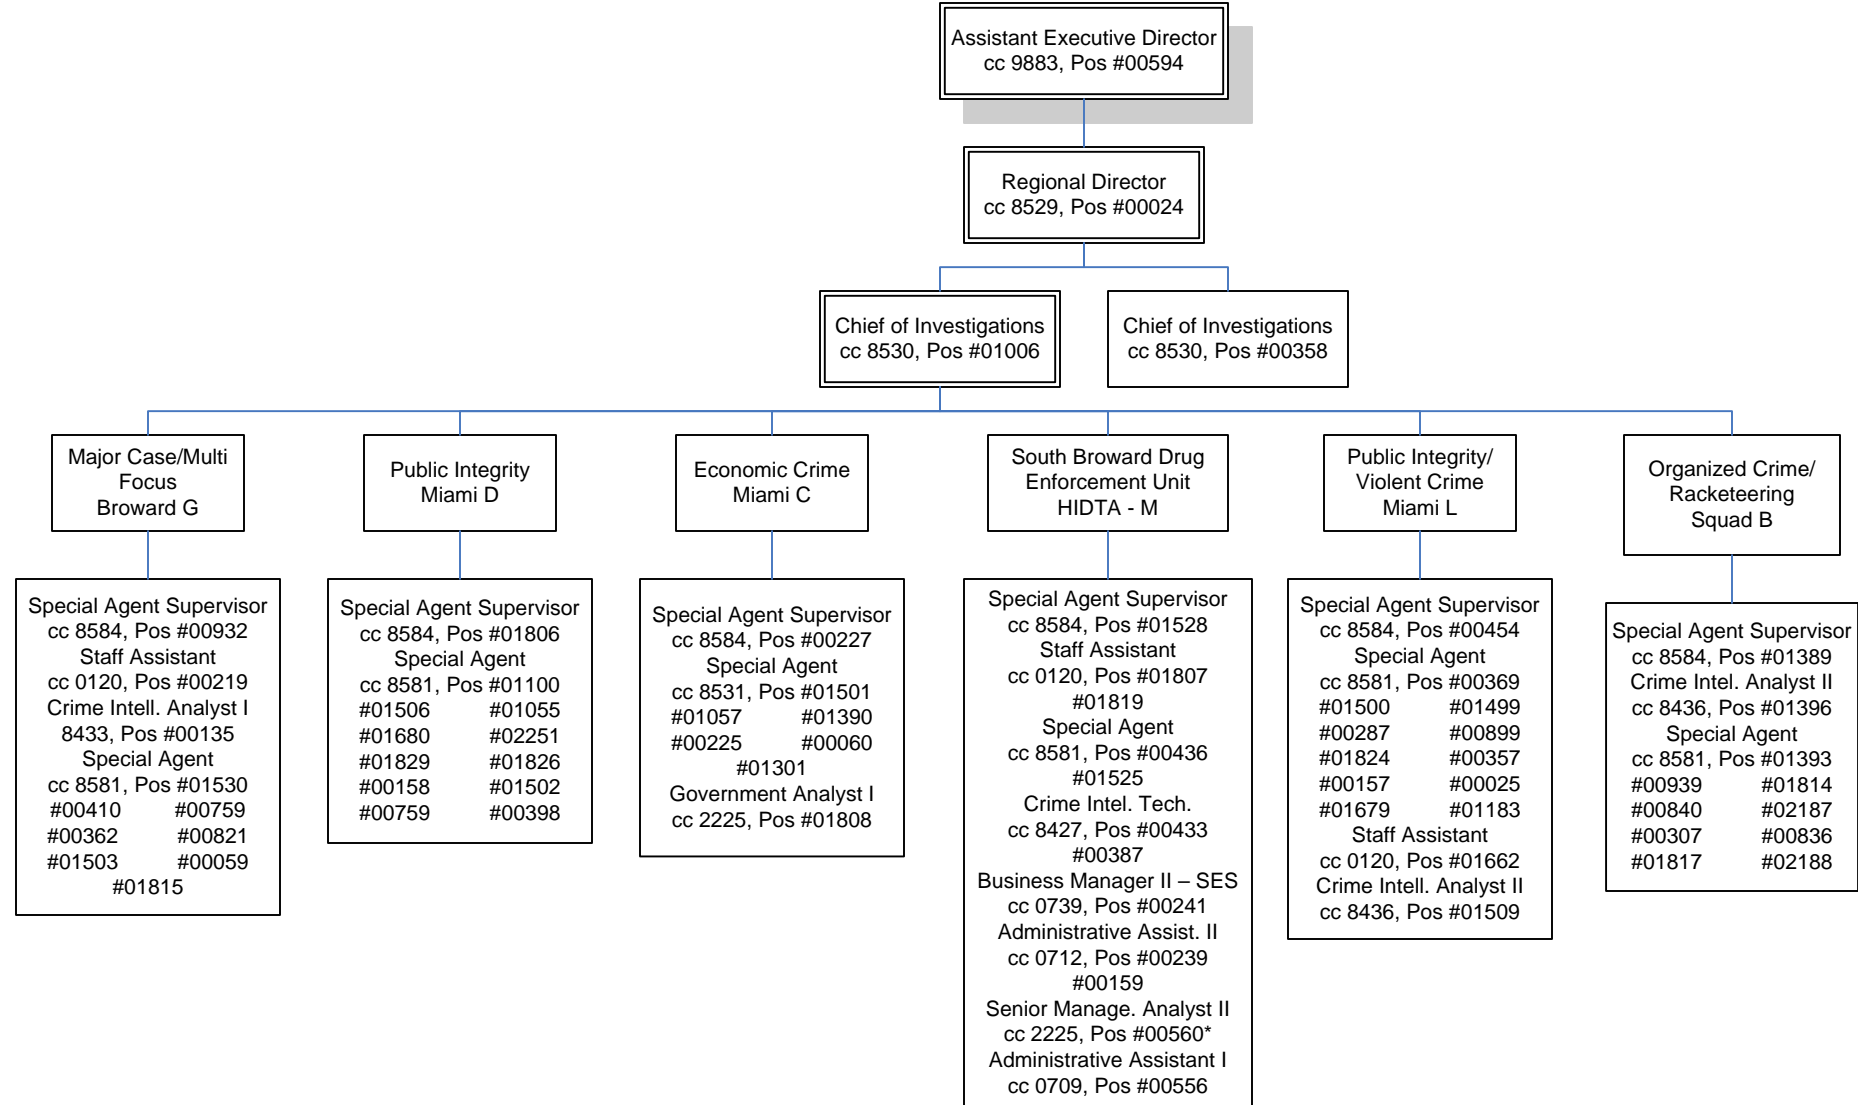 Assistant Executive Director
cc 9883, Pos #00594
Regional Director
cc 8529, Pos #00024
Chief of Investigations
cc 8530, Pos #01006
Chief of Investigations
cc 8530, Pos #00358
Major Case/Multi
Focus
Broward G
Public Integrity
Miami D
Economic Crime
Miami C
South Broward Drug
Enforcement Unit
HIDTA - M
Public Integrity/
Violent Crime
Miami L
Organized Crime/
Racketeering
Squad B
Special Agent Supervisor
cc 8584, Pos #00932
Staff Assistant
cc 0120, Pos #00219
Crime Intell. Analyst I
8433, Pos #00135
Special Agent
cc 8581, Pos #01530
#00410 #00759
#00362 #00821
#01503 #00059
#01815
Special Agent Supervisor
cc 8584, Pos #01806
Special Agent
cc 8581, Pos #01100
#01506 #01055
#01680 #02251
#01829 #01826
#00158 #01502
#00759 #00398
Special Agent Supervisor
cc 8584, Pos #00227
Special Agent
cc 8531, Pos #01501
#01057 #01390
#00225 #00060
#01301
Government Analyst I
cc 2225, Pos #01808
Special Agent Supervisor
cc 8584, Pos #01528
Staff Assistant
cc 0120, Pos #01807
#01819
Special Agent
cc 8581, Pos #00436
#01525
Crime Intel. Tech.
cc 8427, Pos #00433
#00387
Business Manager II – SES
cc 0739, Pos #00241
Administrative Assist. II
cc 0712, Pos #00239
#00159
Senior Manage. Analyst II
cc 2225, Pos #00560*
Administrative Assistant I
cc 0709, Pos #00556
Special Agent Supervisor
cc 8584, Pos #00454
Special Agent
cc 8581, Pos #00369
#01500 #01499
#00287 #00899
#01824 #00357
#00157 #00025
#01679 #01183
Staff Assistant
cc 0120, Pos #01662
Crime Intell. Analyst II
cc 8436, Pos #01509
Special Agent Supervisor
cc 8584, Pos #01389
Crime Intel. Analyst II
cc 8436, Pos #01396
Special Agent
cc 8581, Pos #01393
#00939 #01814
#00840 #02187
#00307 #00836
#01817 #02188